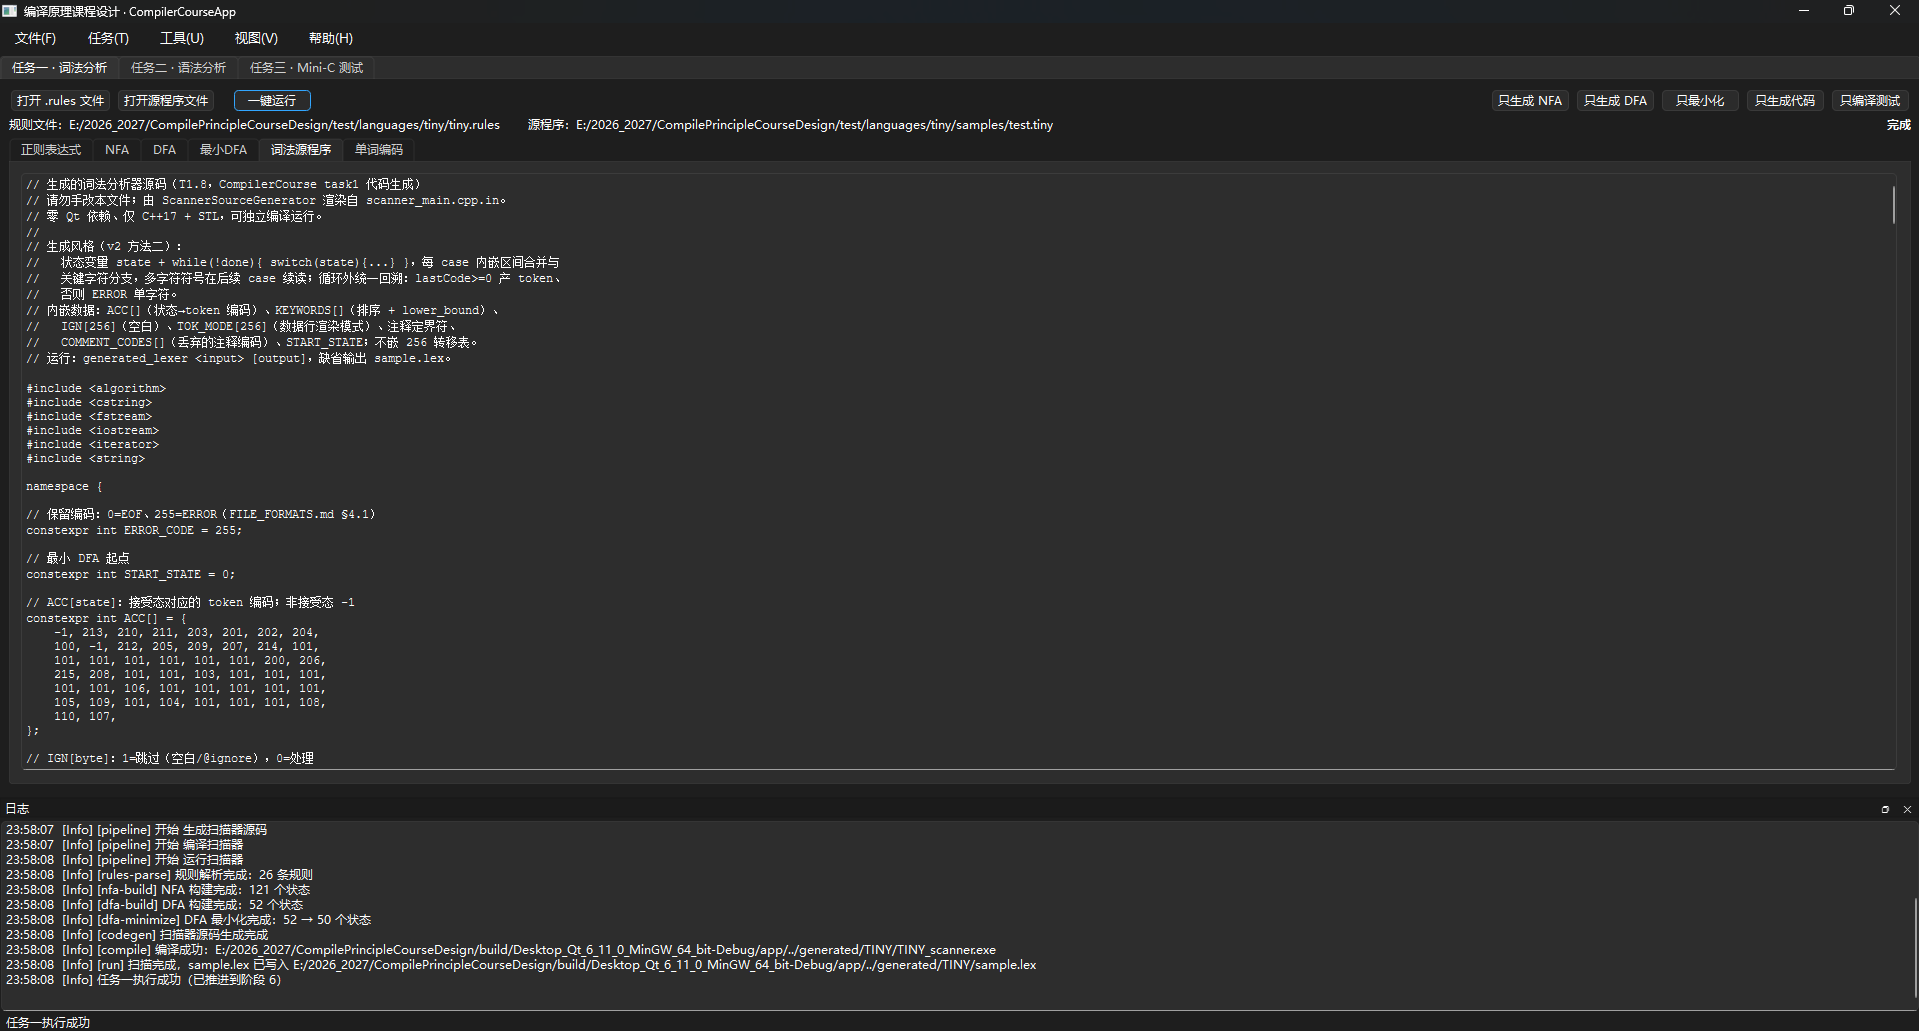 编译原理课程设计 · CompilerCourseApp
文件(F) 任务(T) 工具(U) 视图(V) 帮助(H)
任务一 · 词法分析 任务二 · 语法分析 任务三 · Mini-C 测试
打开 .rules 文件 打开源程序文件 一键运行 只生成 NFA 只生成 DFA 只最小化 只生成代码 只编译测试
规则文件：E:/2026_2027/CompilePrincipleCourseDesign/test/languages/tiny/tiny.rules 源程序：E:/2026_2027/CompilePrincipleCourseDesign/test/languages/tiny/samples/test.tiny 完成
正则表达式 NFA DFA 最小DFA 词法源程序 单词编码
// 生成的词法分析器源码（T1.8，CompilerCourse task1 代码生成）
// 请勿手改本文件；由 ScannerSourceGenerator 渲染自 scanner_main.cpp.in。
// 零 Qt 依赖、仅 C++17 + STL，可独立编译运行。
//
// 生成风格（v2 方法二）：
//   状态变量 state + while(!done){ switch(state){...} }，每 case 内嵌区间合并与
//   关键字符分支，多字符符号在后续 case 续读；循环外统一回溯：lastCode>=0 产 token、
//   否则 ERROR 单字符。
// 内嵌数据：ACC[]（状态→token 编码）、KEYWORDS[]（排序 + lower_bound）、
//   IGN[256]（空白）、TOK_MODE[256]（数据行渲染模式）、注释定界符、
//   COMMENT_CODES[]（丢弃的注释编码）、START_STATE；不嵌 256 转移表。
// 运行：generated_lexer <input> [output]，缺省输出 sample.lex。
#include <algorithm>
#include <cstring>
#include <fstream>
#include <iostream>
#include <iterator>
#include <string>
namespace {
// 保留编码：0=EOF、255=ERROR（FILE_FORMATS.md §4.1）
constexpr int ERROR_CODE = 255;
// 最小 DFA 起点
constexpr int START_STATE = 0;
// ACC[state]：接受态对应的 token 编码；非接受态 -1
constexpr int ACC[] = {
    -1, 213, 210, 211, 203, 201, 202, 204,
    100, -1, 212, 205, 209, 207, 214, 101,
    101, 101, 101, 101, 101, 101, 200, 206,
    215, 208, 101, 101, 103, 101, 101, 101,
    101, 101, 106, 101, 101, 101, 101, 101,
    105, 109, 101, 104, 101, 101, 101, 108,
    110, 107,
};
// IGN[byte]：1=跳过（空白/@ignore），0=处理
日志
23:58:07 [Info] [pipeline] 开始 生成扫描器源码
23:58:07 [Info] [pipeline] 开始 编译扫描器
23:58:08 [Info] [pipeline] 开始 运行扫描器
23:58:08 [Info] [rules-parse] 规则解析完成：26 条规则
23:58:08 [Info] [nfa-build] NFA 构建完成：121 个状态
23:58:08 [Info] [dfa-build] DFA 构建完成：52 个状态
23:58:08 [Info] [dfa-minimize] DFA 最小化完成：52 → 50 个状态
23:58:08 [Info] [codegen] 扫描器源码生成完成
23:58:08 [Info] [compile] 编译成功：E:/2026_2027/CompilePrincipleCourseDesign/build/Desktop_Qt_6_11_0_MinGW_64_bit-Debug/app/../generated/TINY/TINY_scanner.exe
23:58:08 [Info] [run] 扫描完成，sample.lex 已写入 E:/2026_2027/CompilePrincipleCourseDesign/build/Desktop_Qt_6_11_0_MinGW_64_bit-Debug/app/../generated/TINY/sample.lex
23:58:08 [Info] 任务一执行成功（已推进到阶段 6）
任务一执行成功